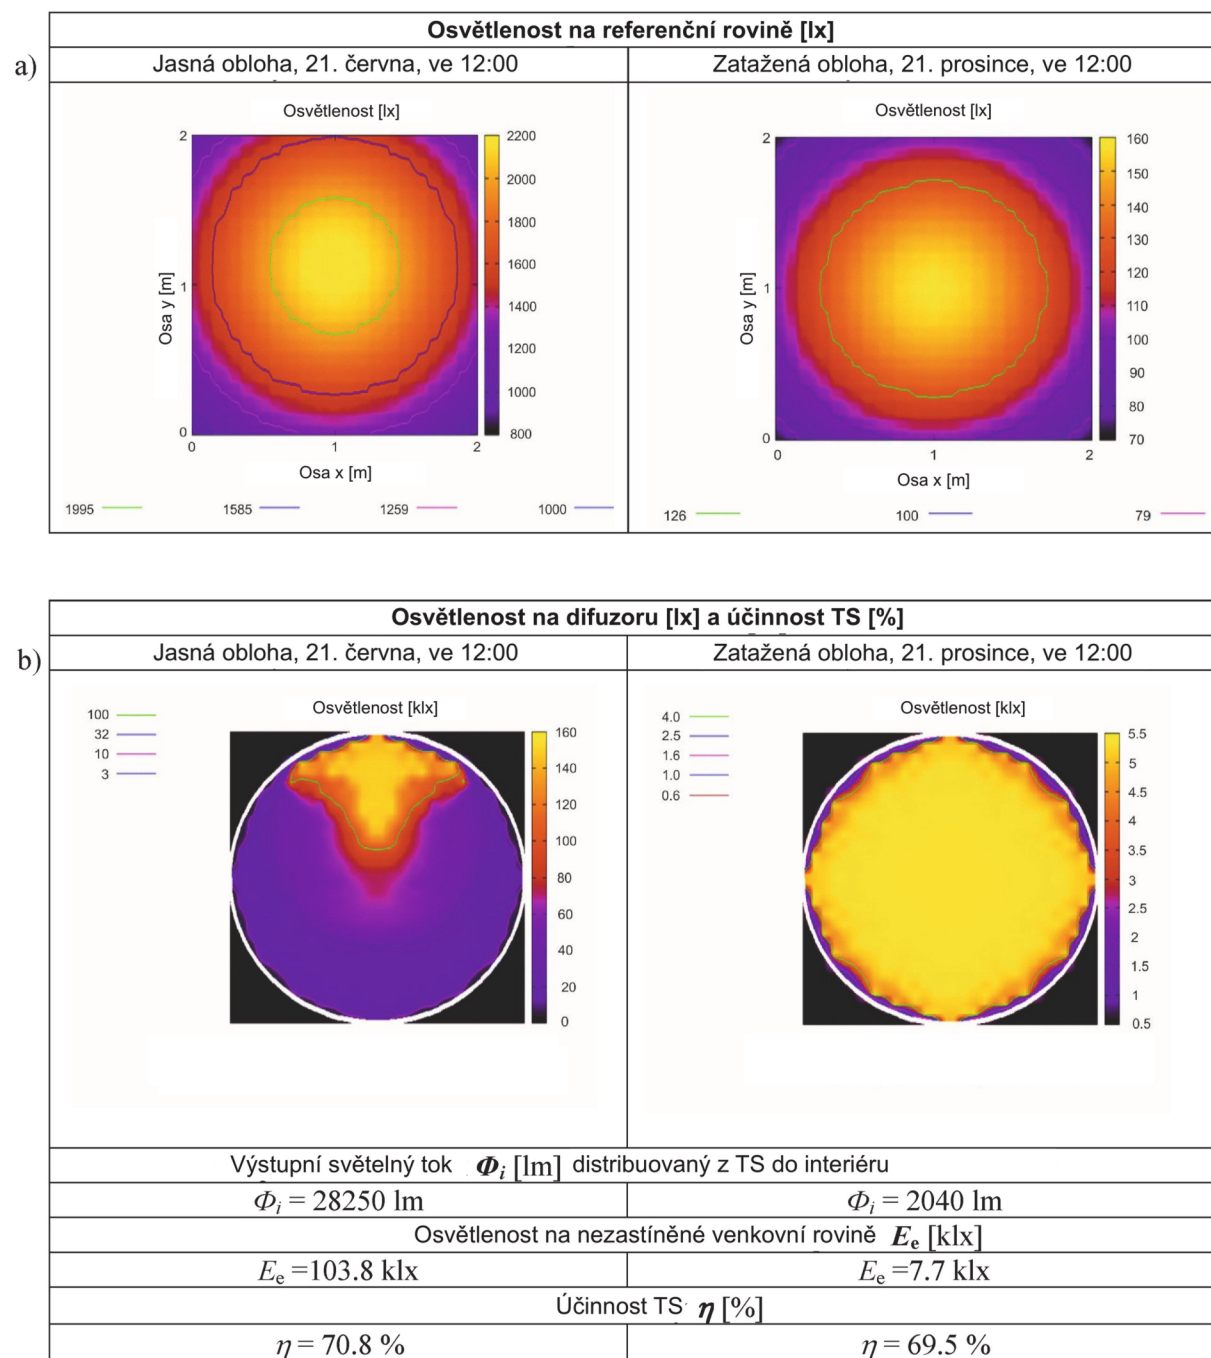 Osvětlenost na referenční rovině [lx]
a)
Jasná obloha, 21. června, ve 12:00
Zatažená obloha, 21. prosince, ve 12:00
Osvětlenost [lx]
2
1
0
Osa y [m]
0 1 2
Osa x [m]
2200
2000
1800
1600
1400
1200
1000
800
1995 1585 1259 1000
Osvětlenost [lx]
2
1
0
Osa y [m]
0 1 2
Osa x [m]
160
150
140
130
120
110
100
90
80
70
126 100 79
Osvětlenost na difuzoru [lx] a účinnost TS [%]
b)
Jasná obloha, 21. června, ve 12:00
Zatažená obloha, 21. prosince, ve 12:00
100
32
10
3
Osvětlenost [klx]
160
140
120
100
80
60
40
20
0
4.0
2.5
1.6
1.0
0.6
Osvětlenost [klx]
5.5
5
4.5
4
3.5
3
2.5
2
1.5
1
0.5
Výstupní světelný tok Φi [lm] distribuovaný z TS do interiéru
Φi = 28250 lm
Φi = 2040 lm
Osvětlenost na nezastíněné venkovní rovině Ee [klx]
Ee =103.8 klx
Ee =7.7 klx
Účinnost TS η [%]
η = 70.8 %
η = 69.5 %